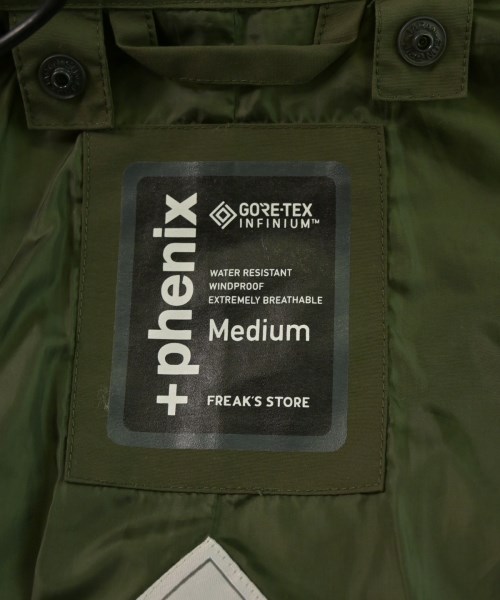 +phenix
GORE-TEX
INFINIUM™
WATER RESISTANT
WINDPROOF
EXTREMELY BREATHABLE
Medium
FREAK'S STORE